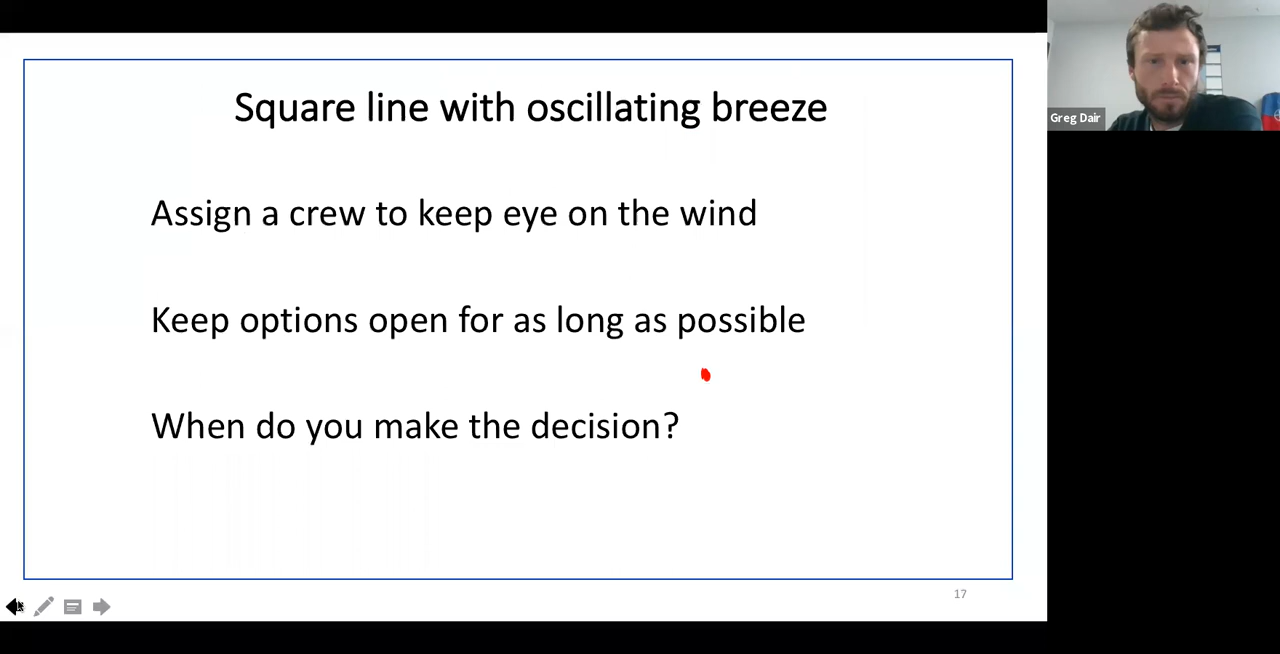 Square line with oscillating breeze
Greg Dair
Assign a crew to keep eye on the wind
Keep options open for as long as possible
When do you make the decision?
17